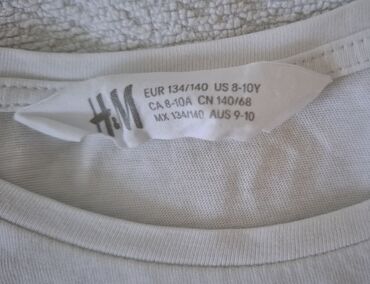 H&M
EUR 134/140 US 8-10Y
CA 8-10A CN 140/68
MX 134/140 AUS 9-10